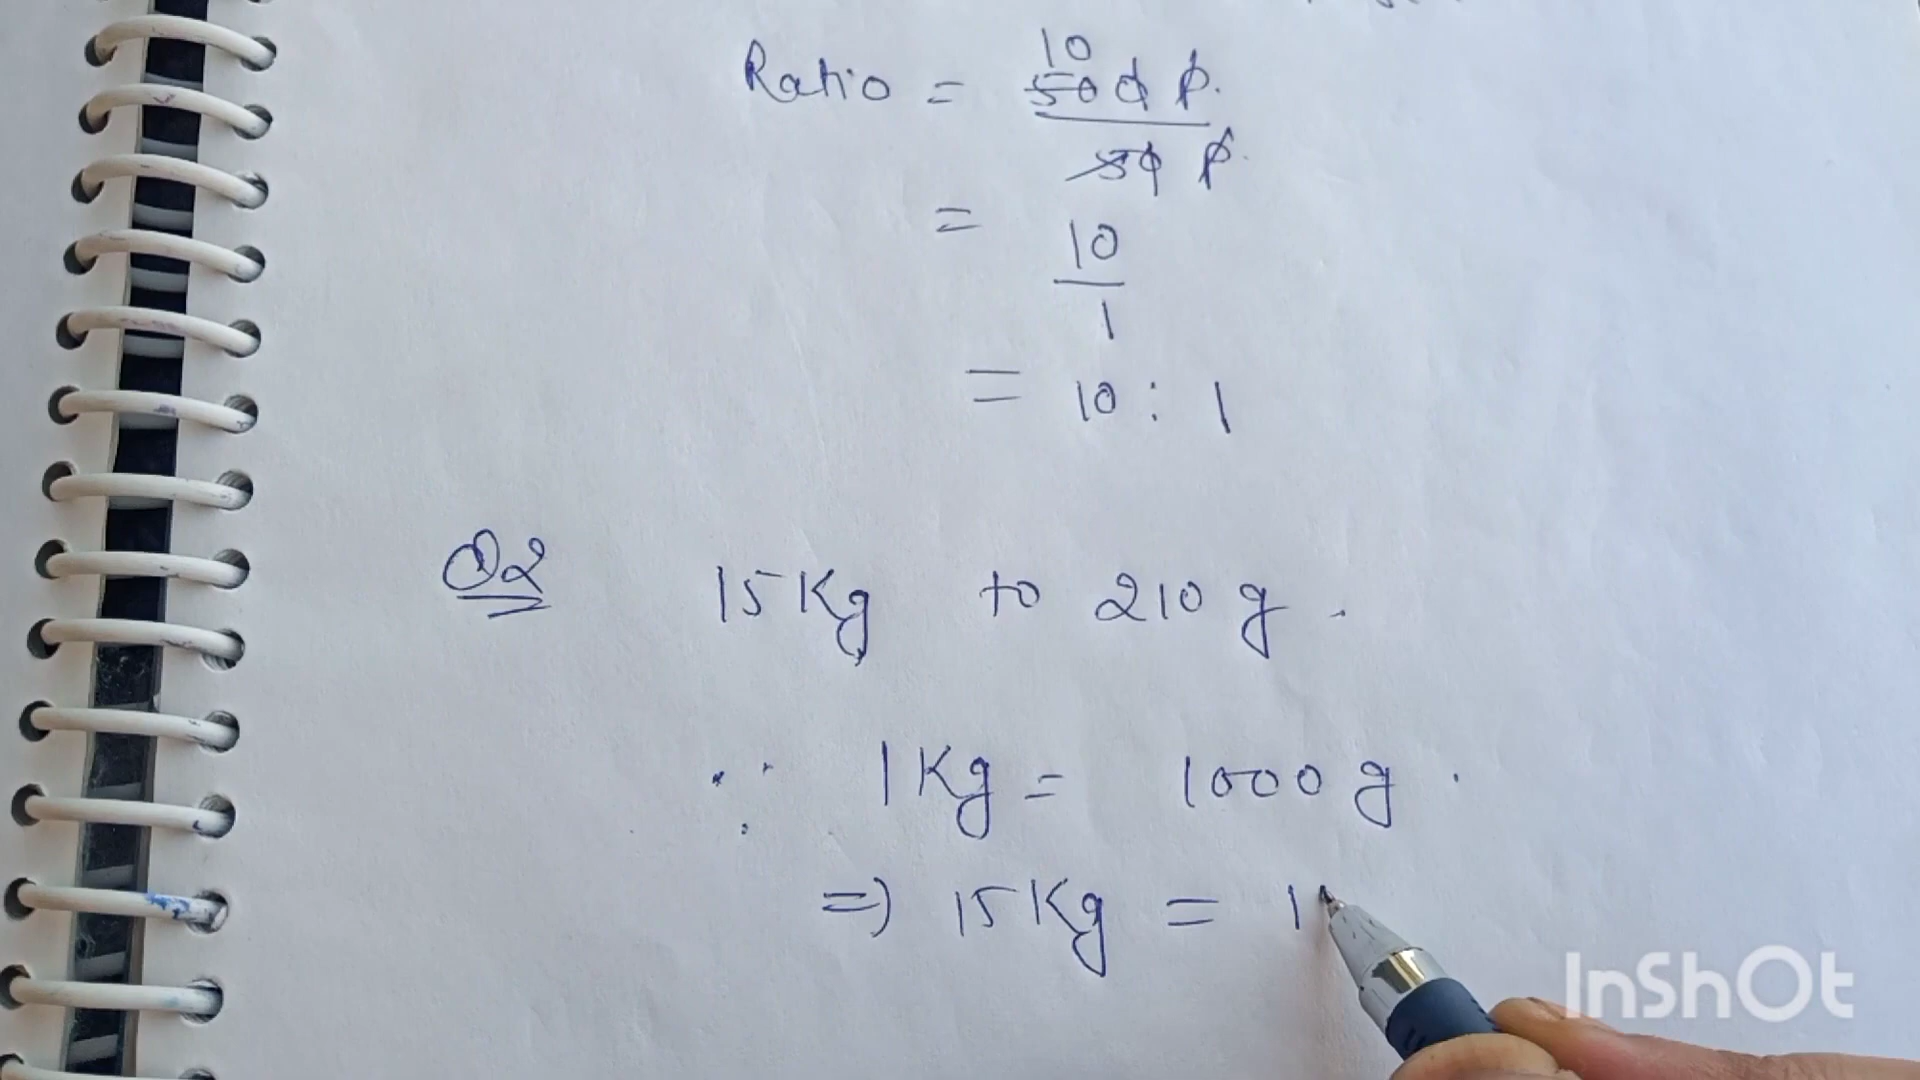 10
Ratio = 500 p.
50 p.
= 10
1
= 10 : 1
Q2 15 Kg to 210 g .
∵ 1 Kg = 1000 g .
=) 15 Kg = 1
InShOt